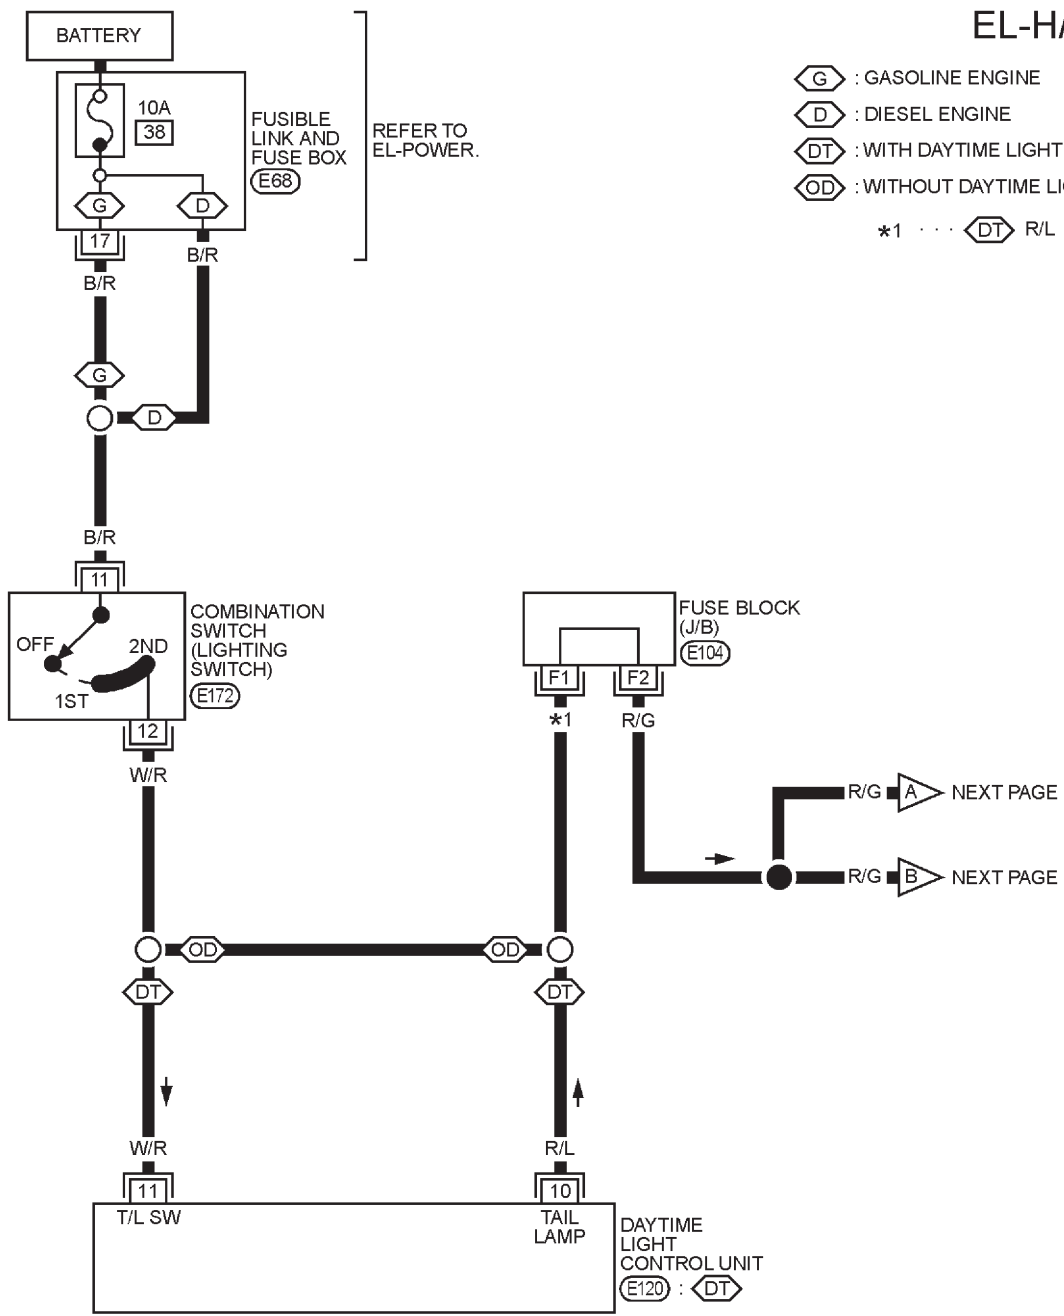 EL-HA
BATTERY
10A
38
FUSIBLE
LINK AND
FUSE BOX
E68
REFER TO
EL-POWER.
G : GASOLINE ENGINE
D : DIESEL ENGINE
DT : WITH DAYTIME LIGHT
OD : WITHOUT DAYTIME LI
*1 · · · DT R/L
G
D
17
B/R
B/R
G
D
B/R
11
OFF
2ND
1ST
COMBINATION
SWITCH
(LIGHTING
SWITCH)
E172
12
W/R
FUSE BLOCK
(J/B)
E104
F1
F2
*1
R/G
R/G A NEXT PAGE
R/G B NEXT PAGE
OD
OD
DT
DT
W/R
R/L
11
10
T/L SW
TAIL
LAMP
DAYTIME
LIGHT
CONTROL UNIT
E120 : DT